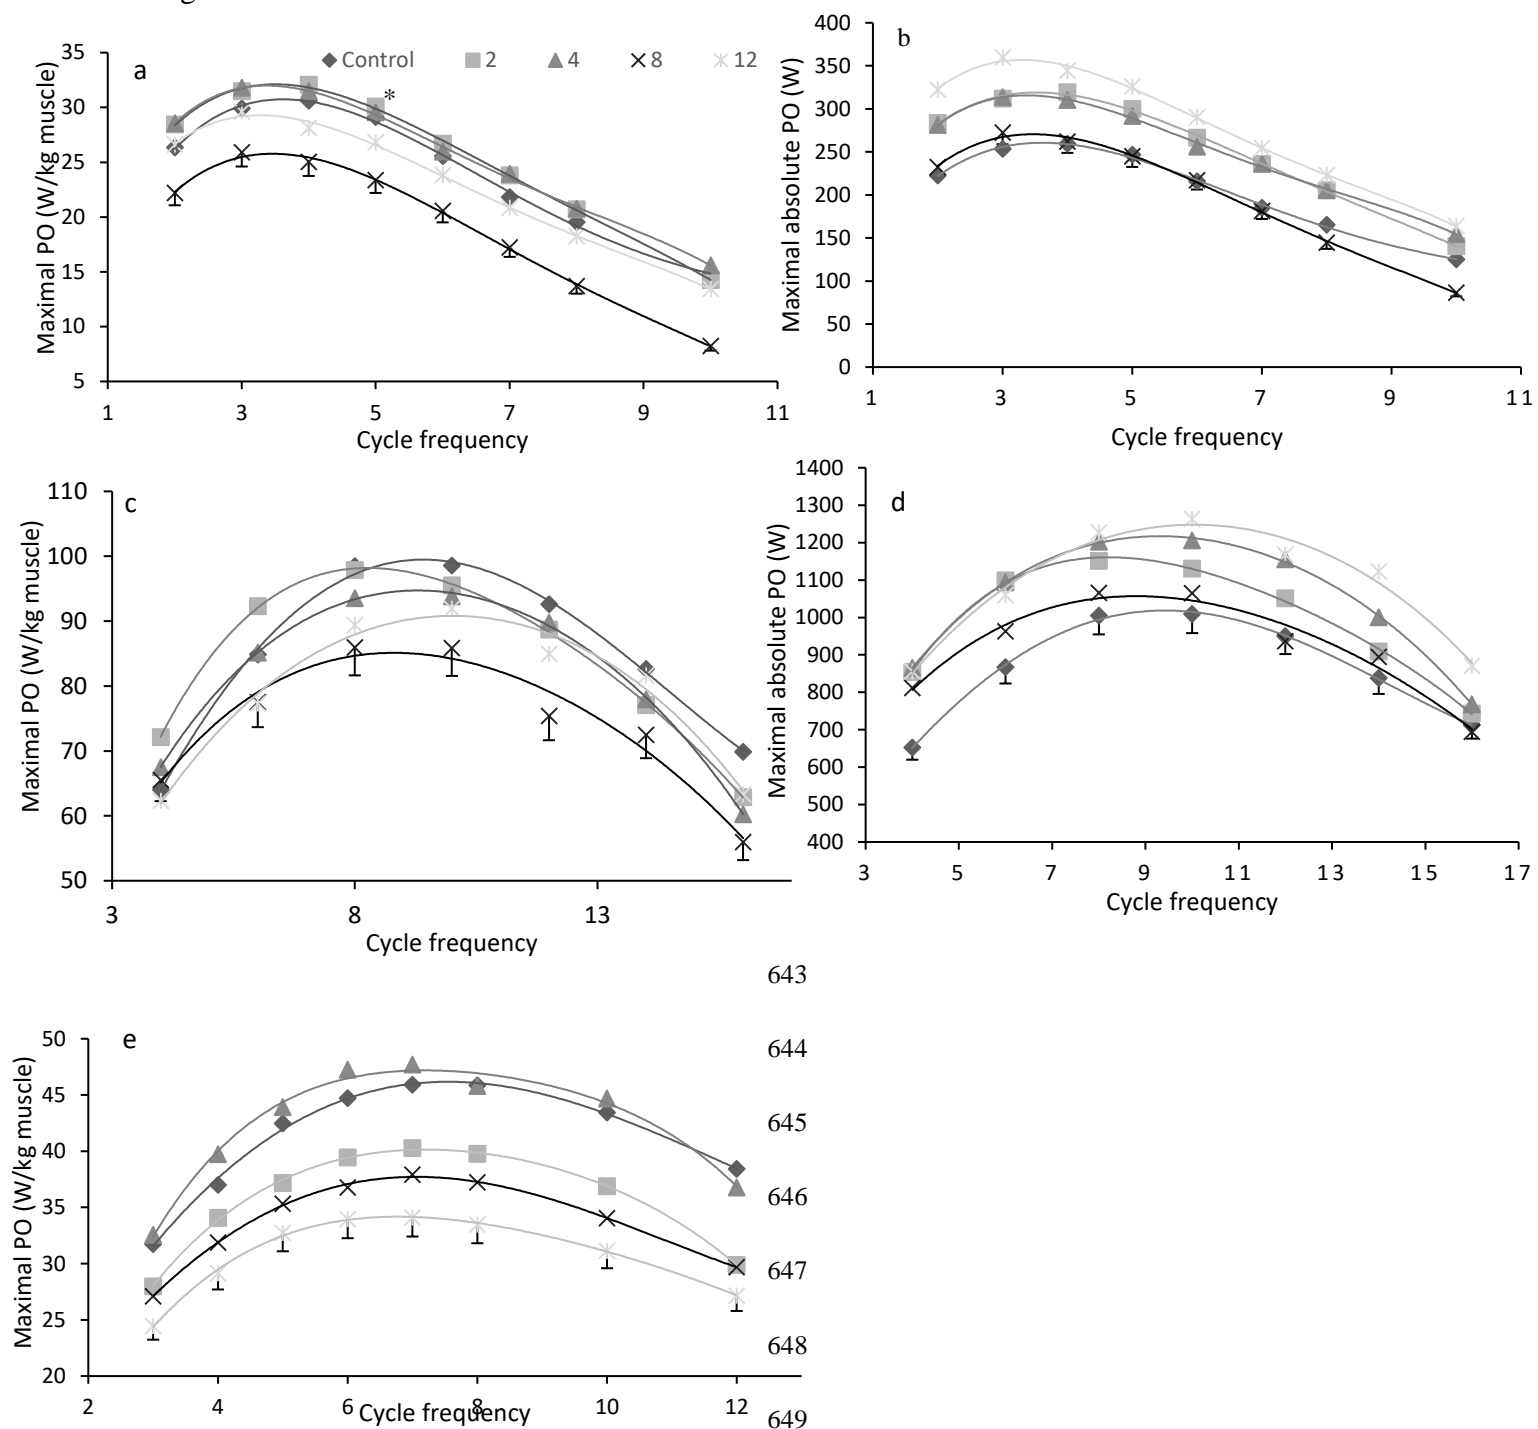 a
Control 2 4 8 12
*
35
30
25
20
15
10
5
1 3 5 7 9 11
Maximal PO (W/kg muscle)
Cycle frequency
b
400
350
300
250
200
150
100
50
0
1 3 5 7 9 11
Maximal absolute PO (W)
Cycle frequency
c
110
100
90
80
70
60
50
3 8 13
Maximal PO (W/kg muscle)
Cycle frequency
d
1400
1300
1200
1100
1000
900
800
700
600
500
400
3 5 7 9 11 13 15 17
Maximal absolute PO (W)
Cycle frequency
643
644
645
646
647
648
649
e
50
45
40
35
30
25
20
2 4 6 8 10 12
Maximal PO (W/kg muscle)
Cycle frequency